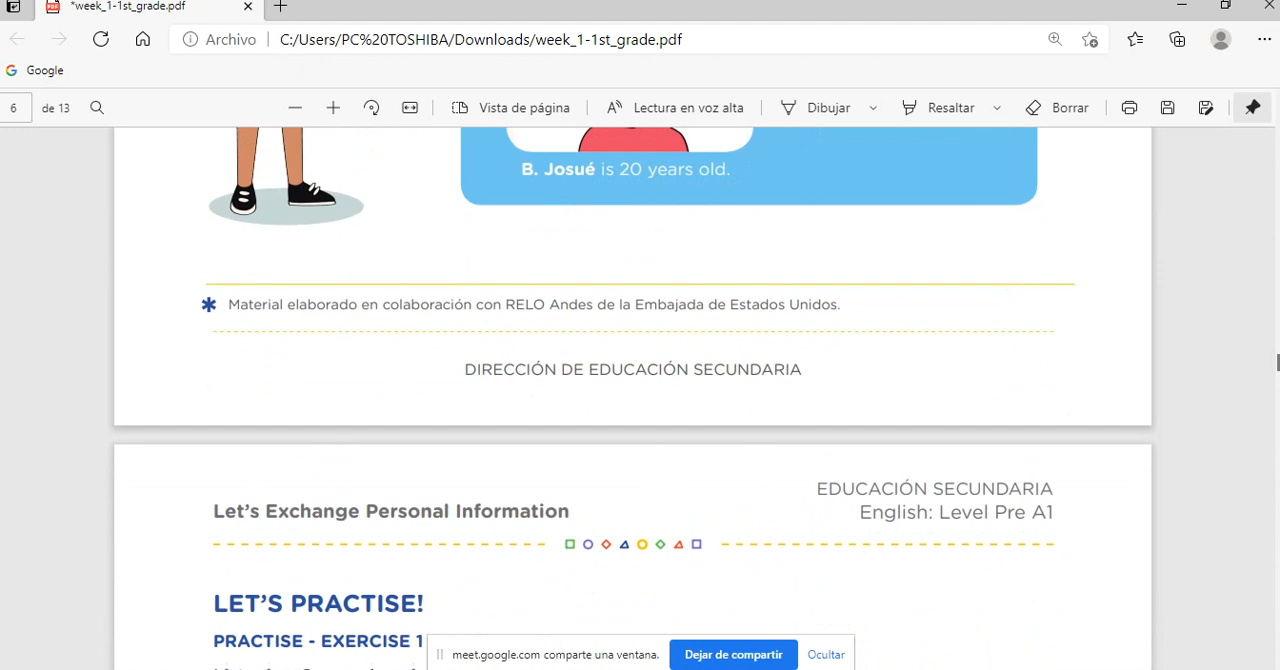 *week_1-1st_grade.pdf
Archivo C:/Users/PC%20TOSHIBA/Downloads/week_1-1st_grade.pdf
Google
6 de 13 Vista de página Lectura en voz alta Dibujar Resaltar Borrar
B. Josué is 20 years old.
Material elaborado en colaboración con RELO Andes de la Embajada de Estados Unidos.
DIRECCIÓN DE EDUCACIÓN SECUNDARIA
EDUCACIÓN SECUNDARIA
Let's Exchange Personal Information
English: Level Pre A1
LET'S PRACTISE!
PRACTISE - EXERCISE 1
meet.google.com comparte una ventana. Dejar de compartir Ocultar